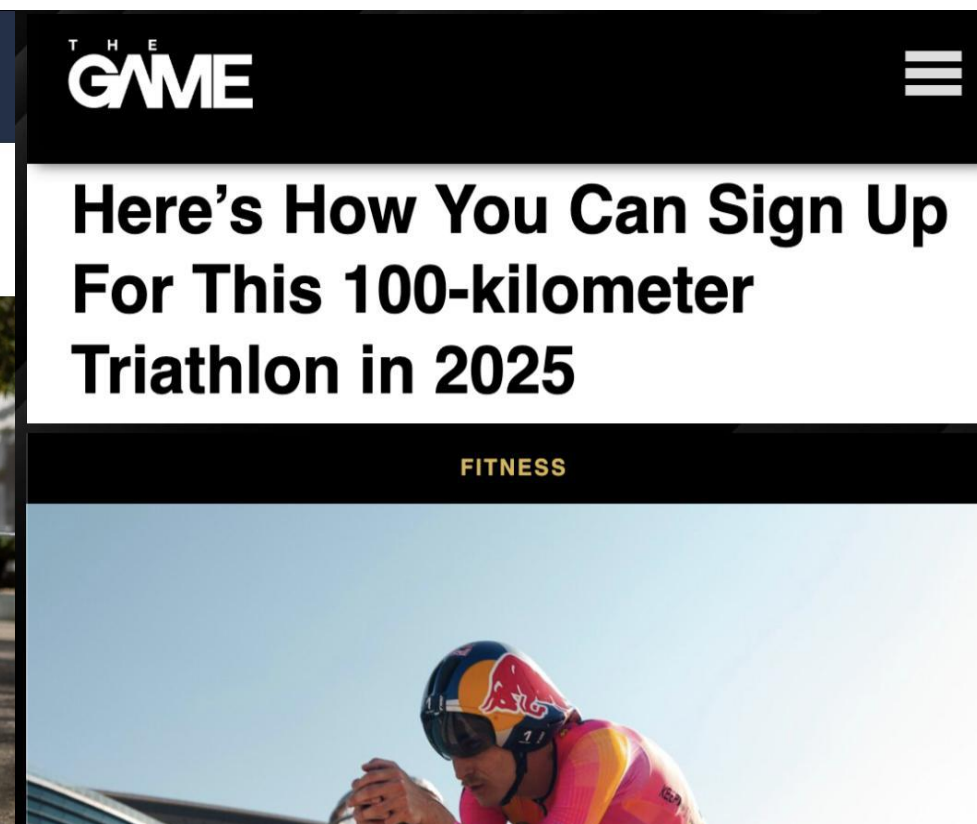 THE
GAME
Here’s How You Can Sign Up
For This 100-kilometer
Triathlon in 2025
FITNESS